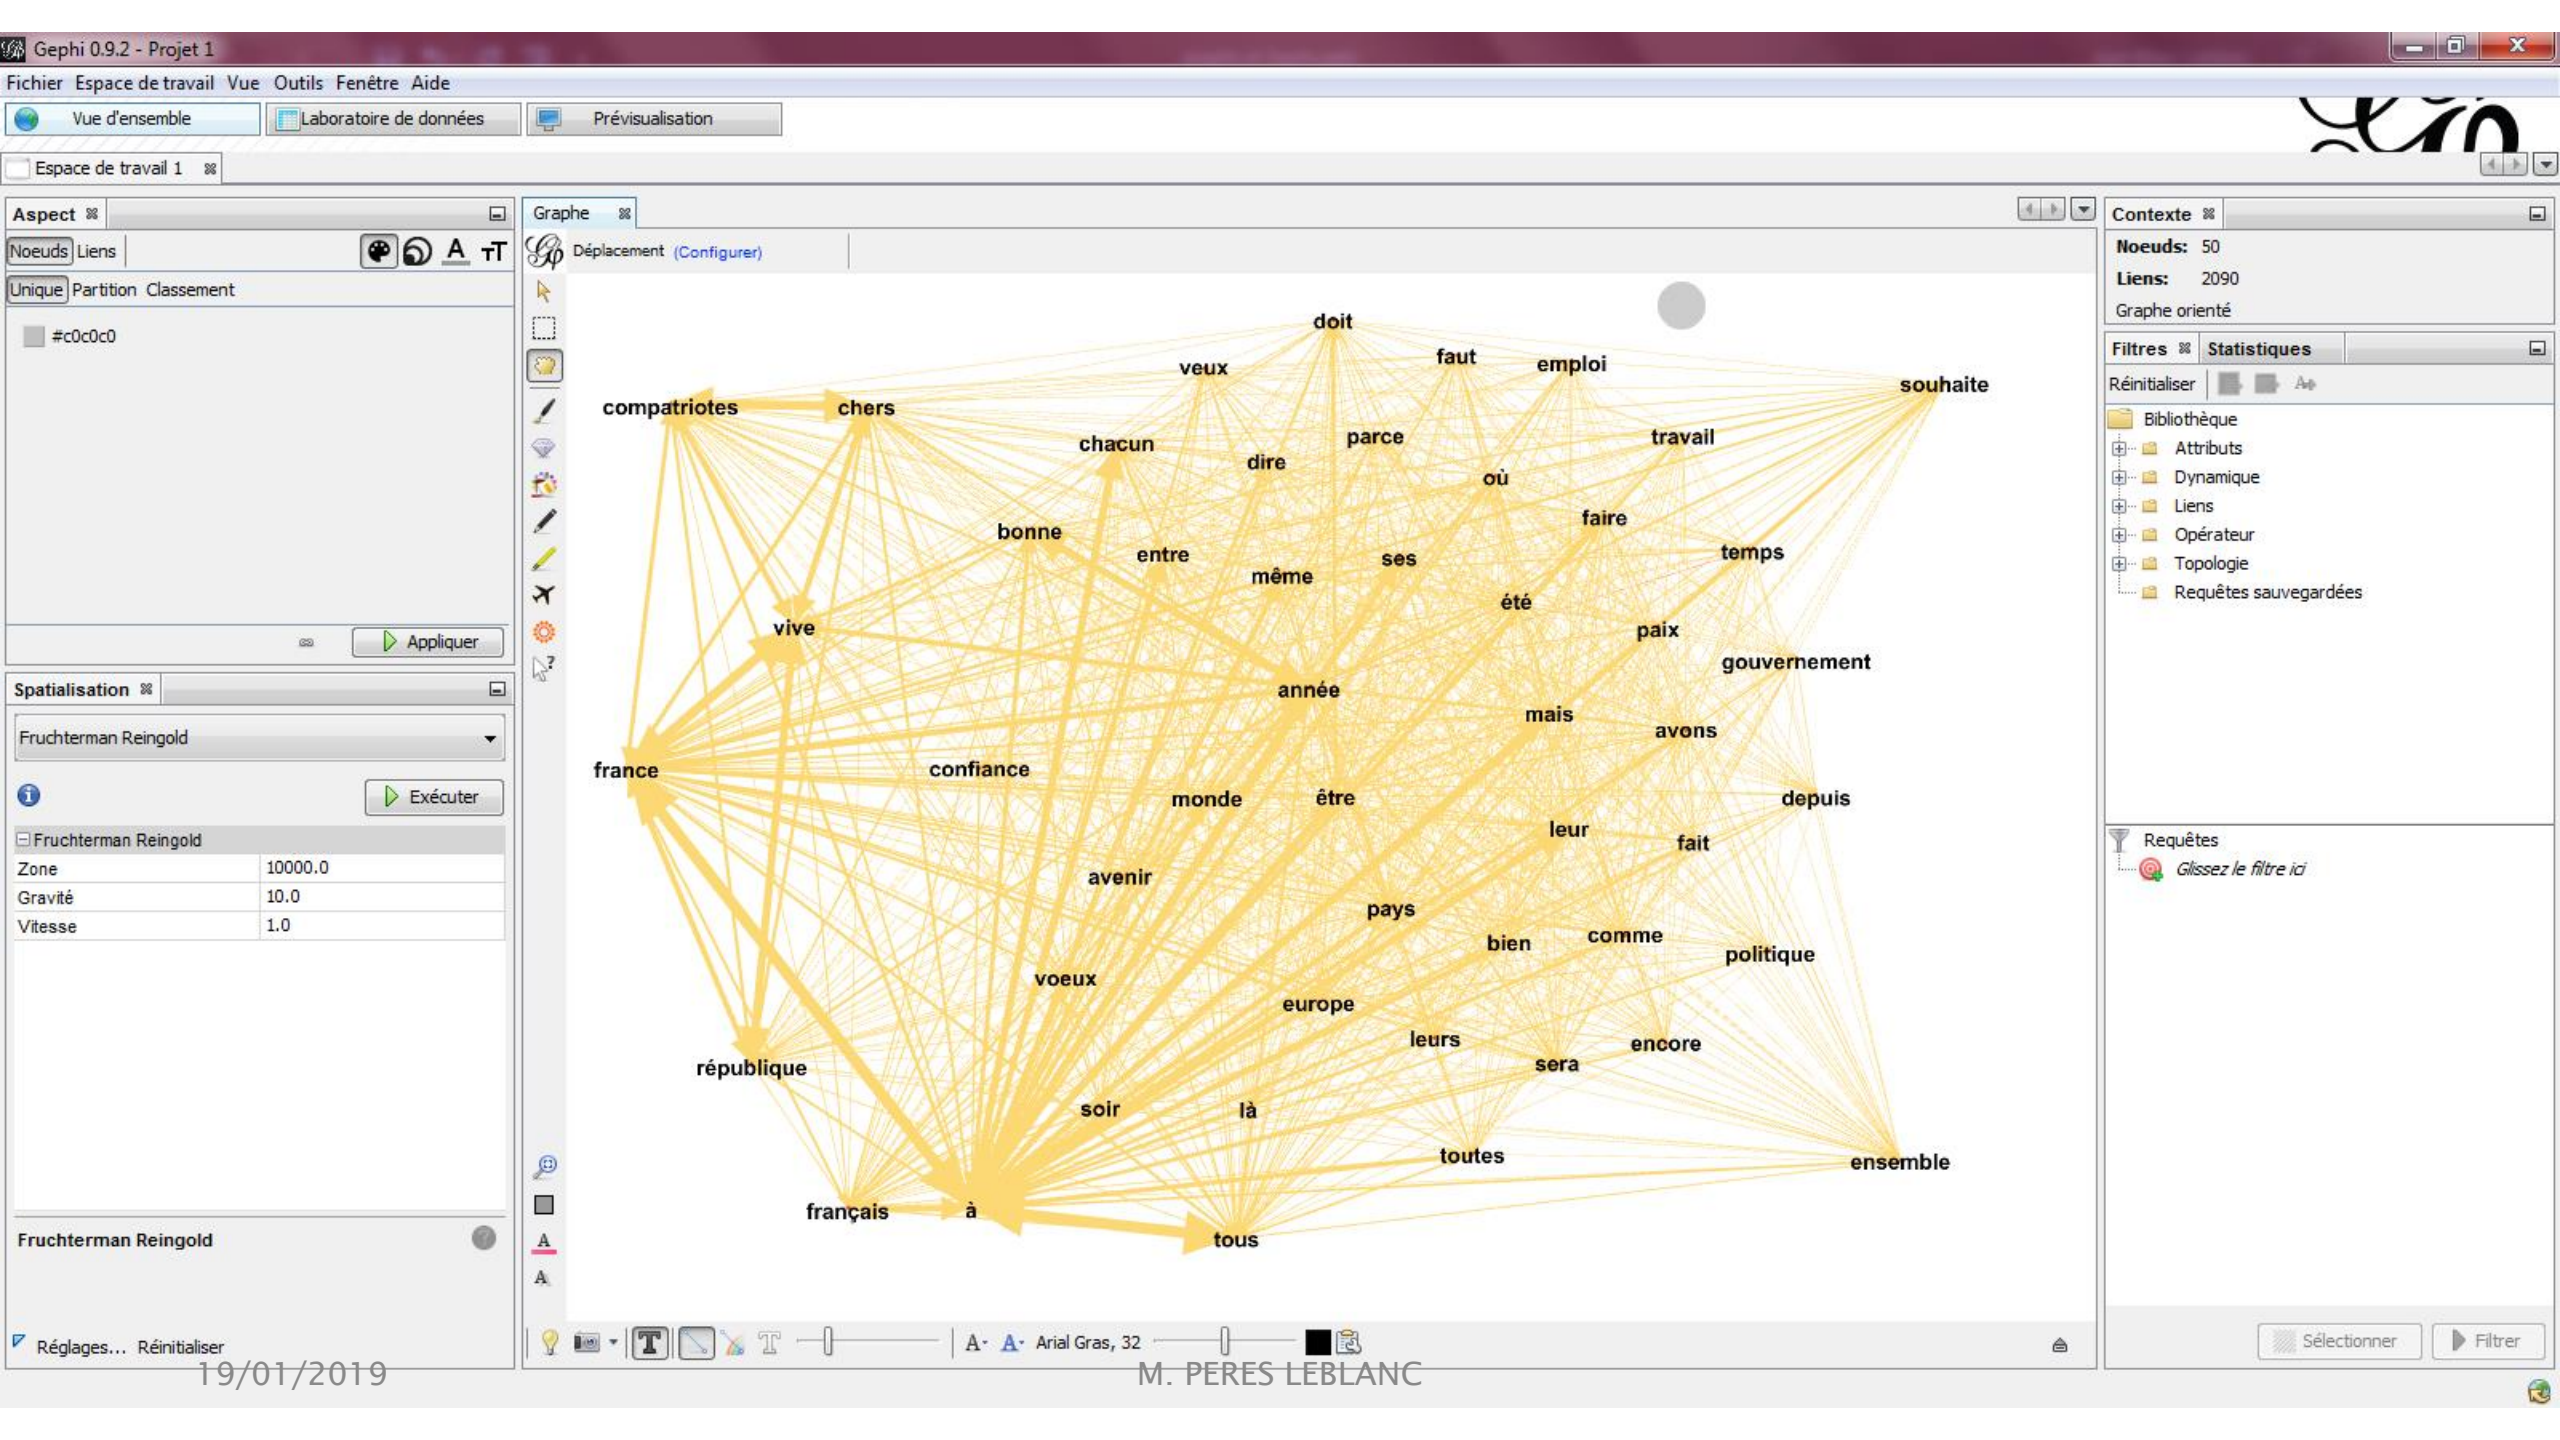 Gephi 0.9.2 - Projet 1
Fichier Espace de travail Vue Outils Fenêtre Aide
Vue d'ensemble
Laboratoire de données
Prévisualisation
Espace de travail 1
Aspect
Noeuds Liens
Unique Partition Classement
#c0c0c0
Appliquer
Spatialisation
Fruchterman Reingold
Exécuter
Fruchterman Reingold
Zone 10000.0
Gravité 10.0
Vitesse 1.0
Fruchterman Reingold
Réglages... Réinitialiser
Graphe
Déplacement (Configurer)
doit
veux
faut
emploi
souhaite
compatriotes
chers
chacun
parce
travail
dire
où
bonne
faire
entre
ses
temps
même
été
vive
paix
gouvernement
année
mais
avons
france
confiance
monde
être
depuis
leur
fait
avenir
pays
bien
comme
politique
voeux
europe
leurs
encore
république
sera
soir
là
toutes
ensemble
français
à
tous
Arial Gras, 32
Contexte
Noeuds: 50
Liens: 2090
Graphe orienté
Filtres Statistiques
Réinitialiser
Bibliothèque
Attributs
Dynamique
Liens
Opérateur
Topologie
Requêtes sauvegardées
Requêtes
Glissez le filtre ici
Sélectionner
Filtrer
19/01/2019
M. PERES LEBLANC